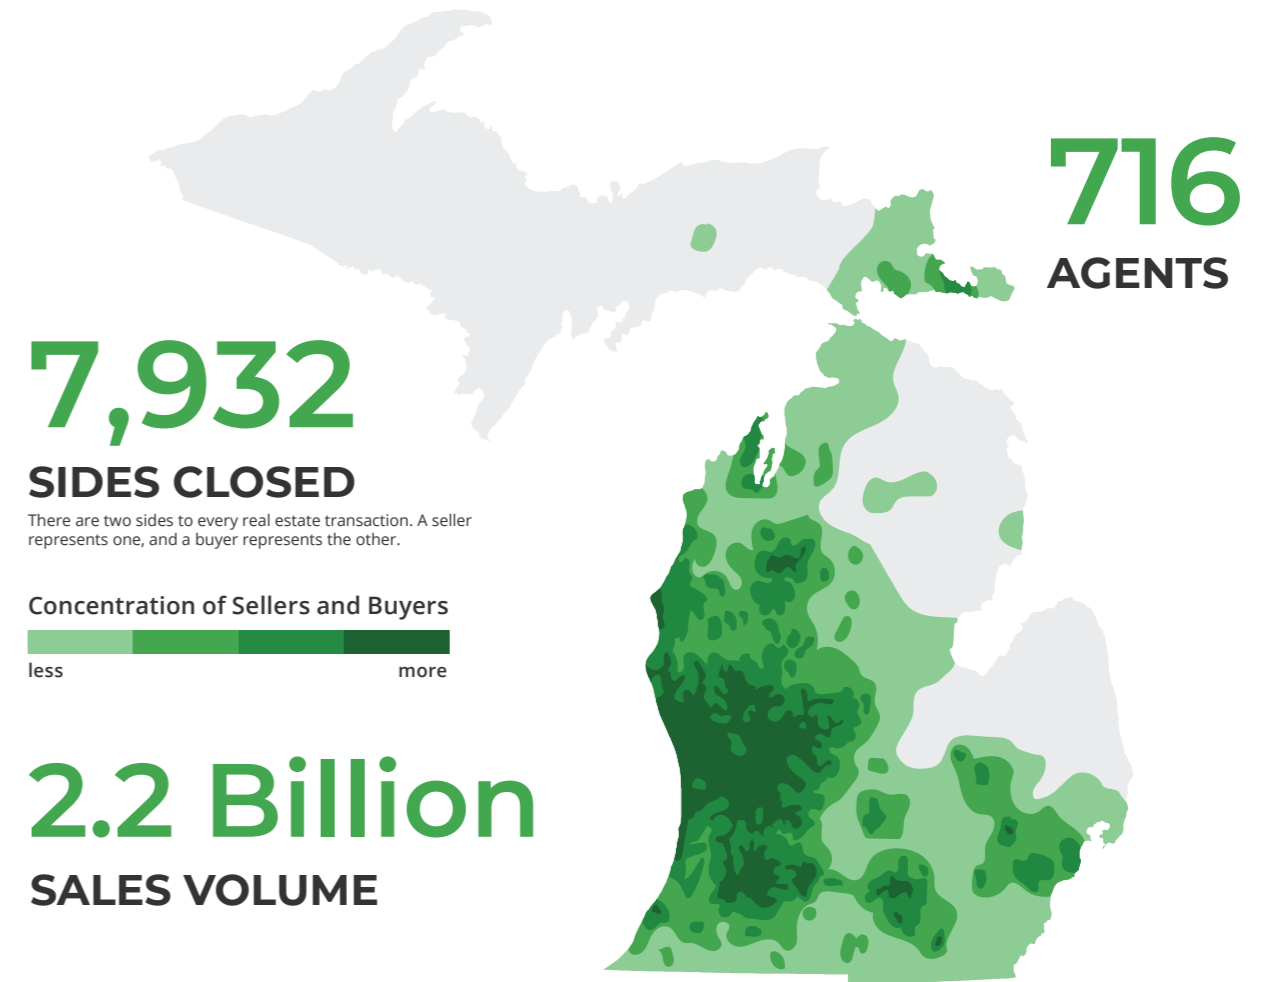 716
AGENTS
7,932
SIDES CLOSED
There are two sides to every real estate transaction. A seller
represents one, and a buyer represents the other.
Concentration of Sellers and Buyers
less more
2.2 Billion
SALES VOLUME